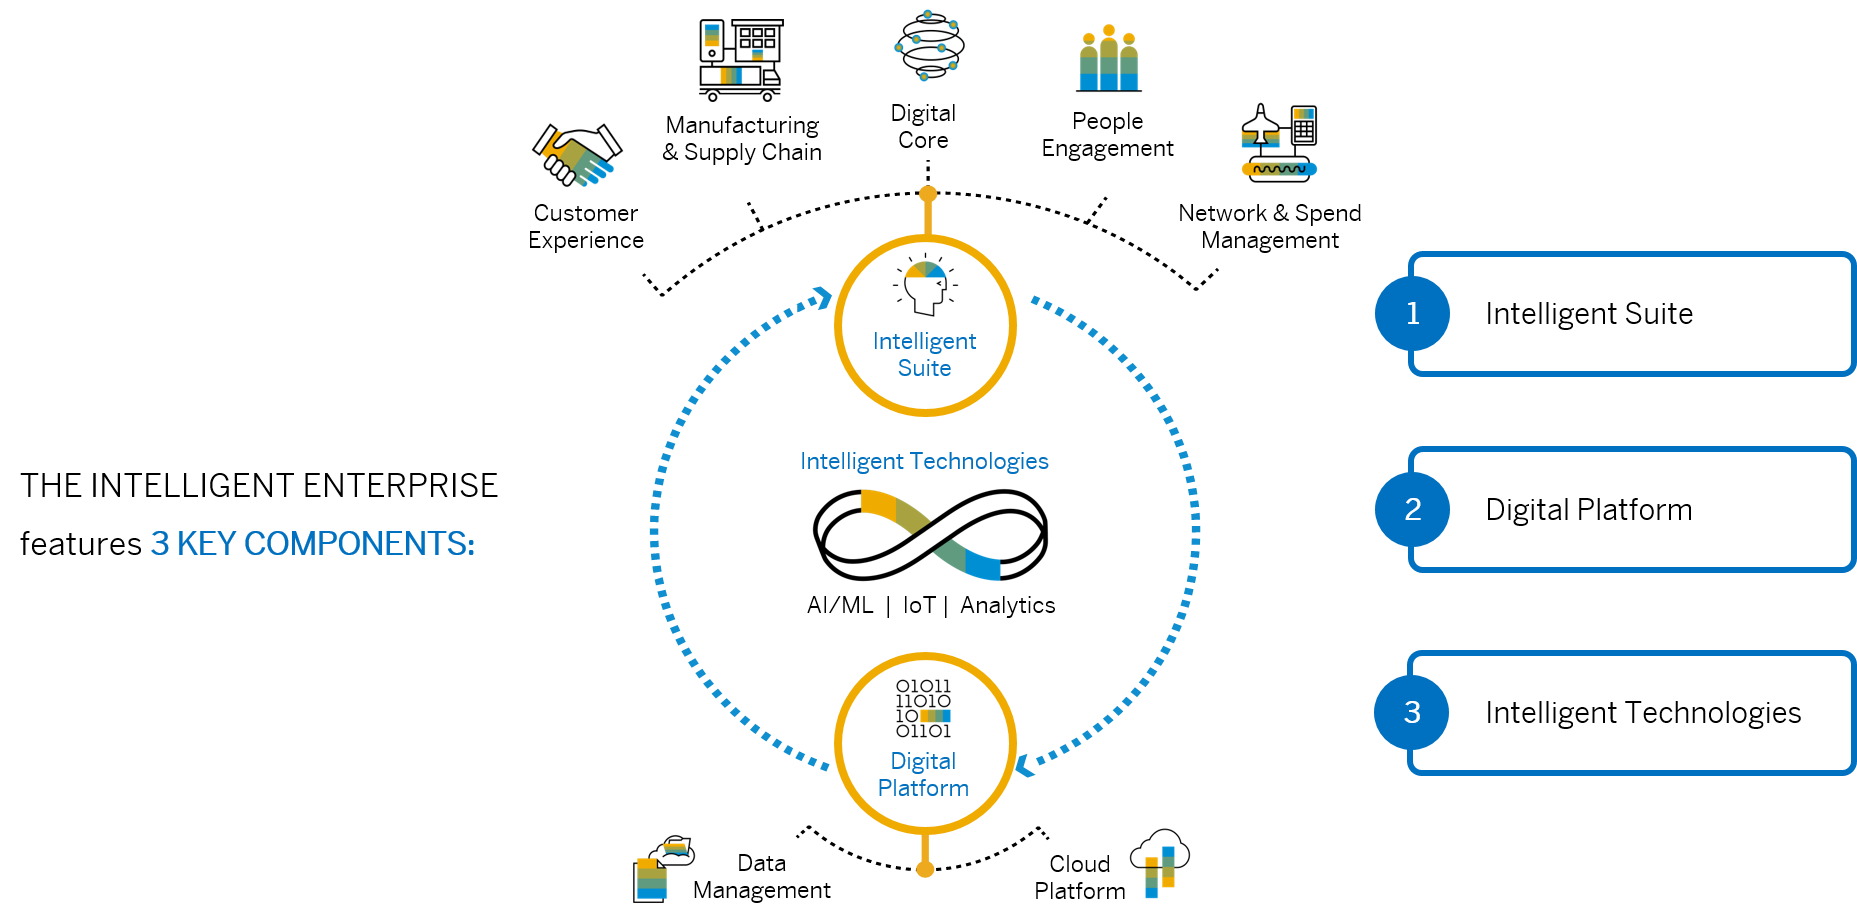 Manufacturing
& Supply Chain
Digital
Core
People
Engagement
Customer
Experience
Network & Spend
Management
Intelligent
Suite
Intelligent Technologies
AI/ML | IoT | Analytics
01011
11010
10
01101
Digital
Platform
Data
Management
Cloud
Platform
THE INTELLIGENT ENTERPRISE
features 3 KEY COMPONENTS:
1 Intelligent Suite
2 Digital Platform
3 Intelligent Technologies